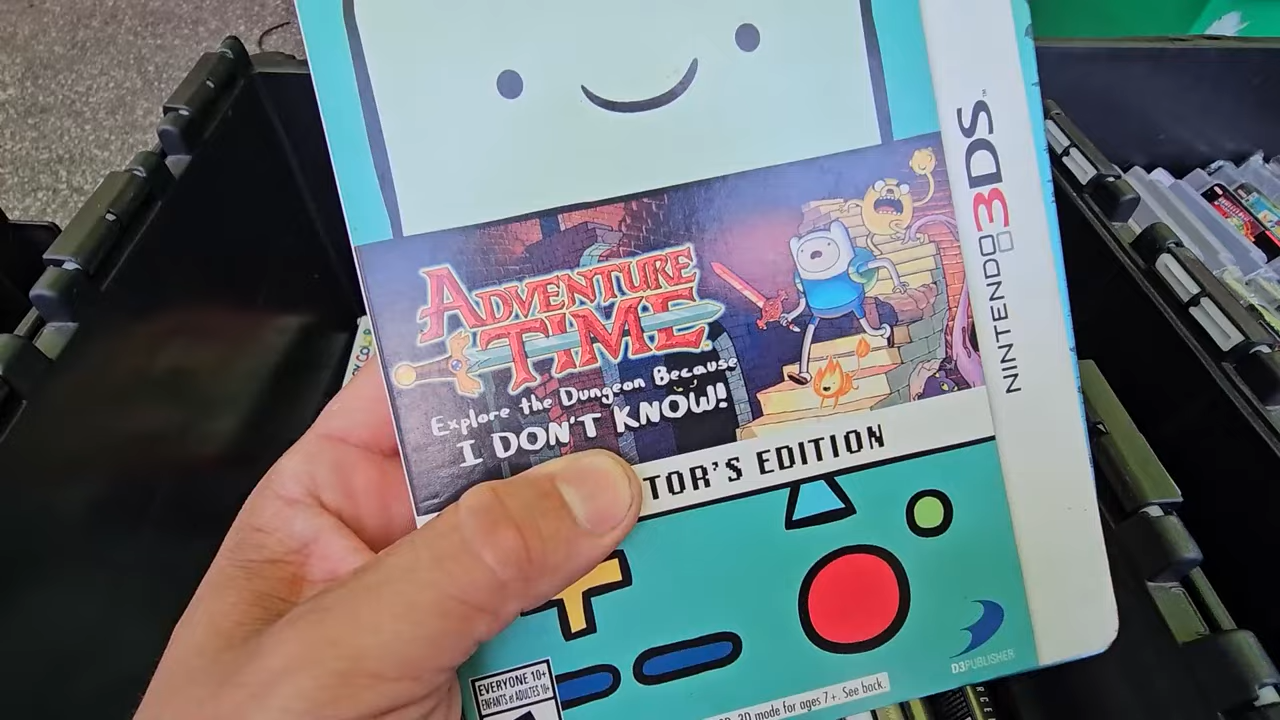 ADVENTURE
TIME
Explore the Dungeon Because
I DON'T KNOW!
TOR'S EDITION
NINTENDO 3DS™
D3PUBLISHER
EVERYONE 10+
ENFANTS et ADULTES 10+
3D mode for ages 7+. See back.